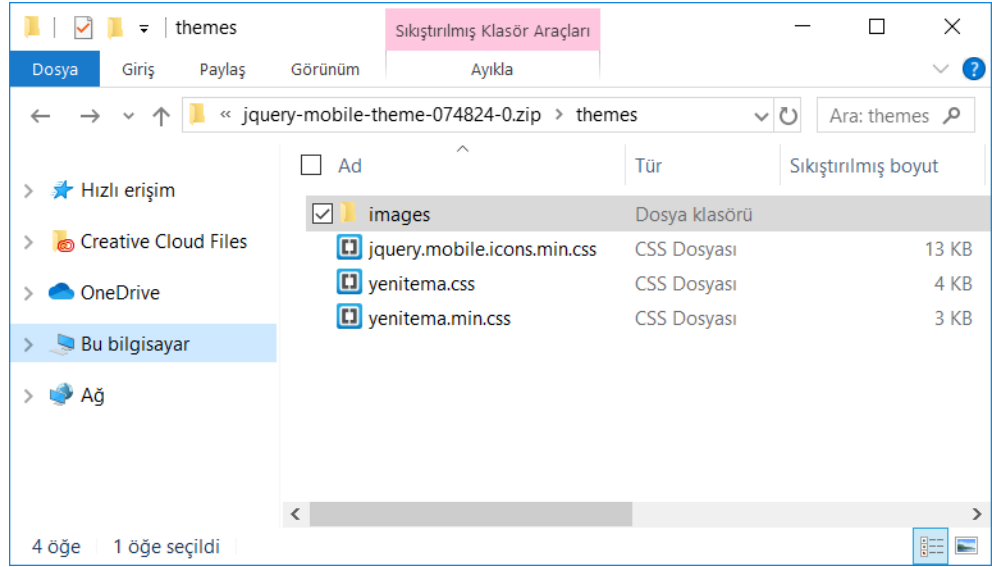 themes
Sıkıştırılmış Klasör Araçları
Dosya Giriş Paylaş Görünüm Ayıkla
« jquery-mobile-theme-074824-0.zip > themes
Ara: themes
Ad Tür Sıkıştırılmış boyut
Hızlı erişim
Creative Cloud Files
OneDrive
Bu bilgisayar
Ağ
images Dosya klasörü
jquery.mobile.icons.min.css CSS Dosyası 13 KB
yenitema.css CSS Dosyası 4 KB
yenitema.min.css CSS Dosyası 3 KB
4 öğe 1 öğe seçildi